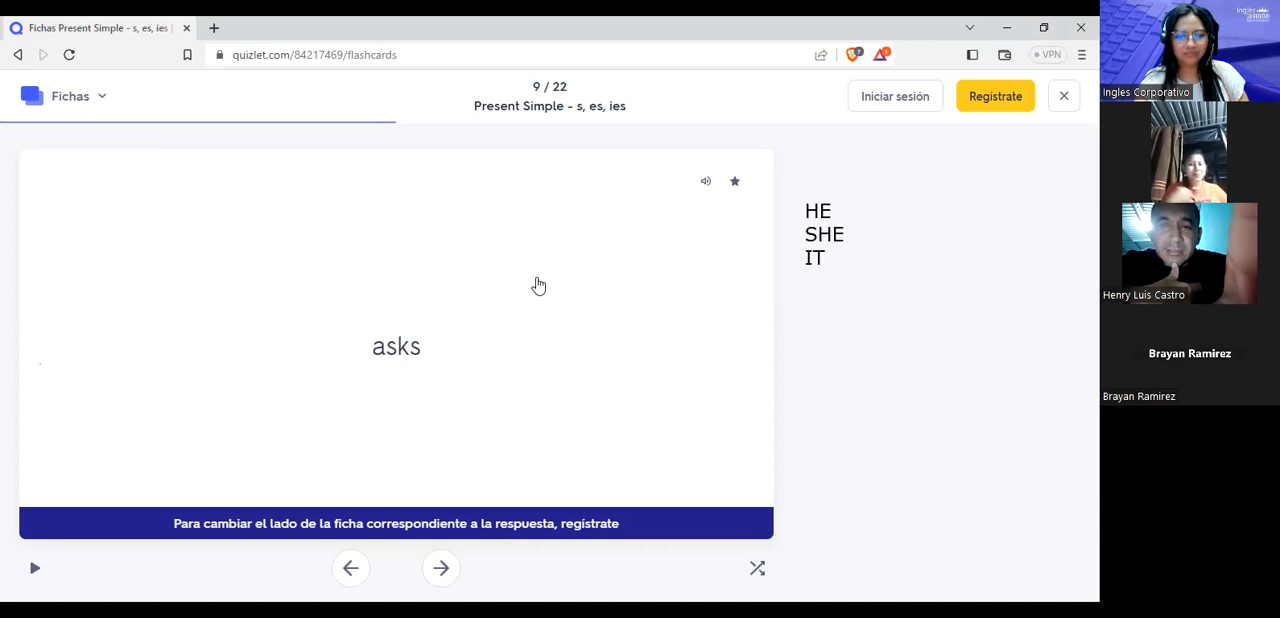 Fichas Present Simple - s, es, ies |
quizlet.com/84217469/flashcards
7
1
VPN
Fichas
9 / 22
Present Simple - s, es, ies
Iniciar sesión
Regístrate
HE
SHE
IT
asks
Para cambiar el lado de la ficha correspondiente a la respuesta, regístrate
Ingles Corporativo
Henry Luis Castro
Brayan Ramirez
Brayan Ramirez